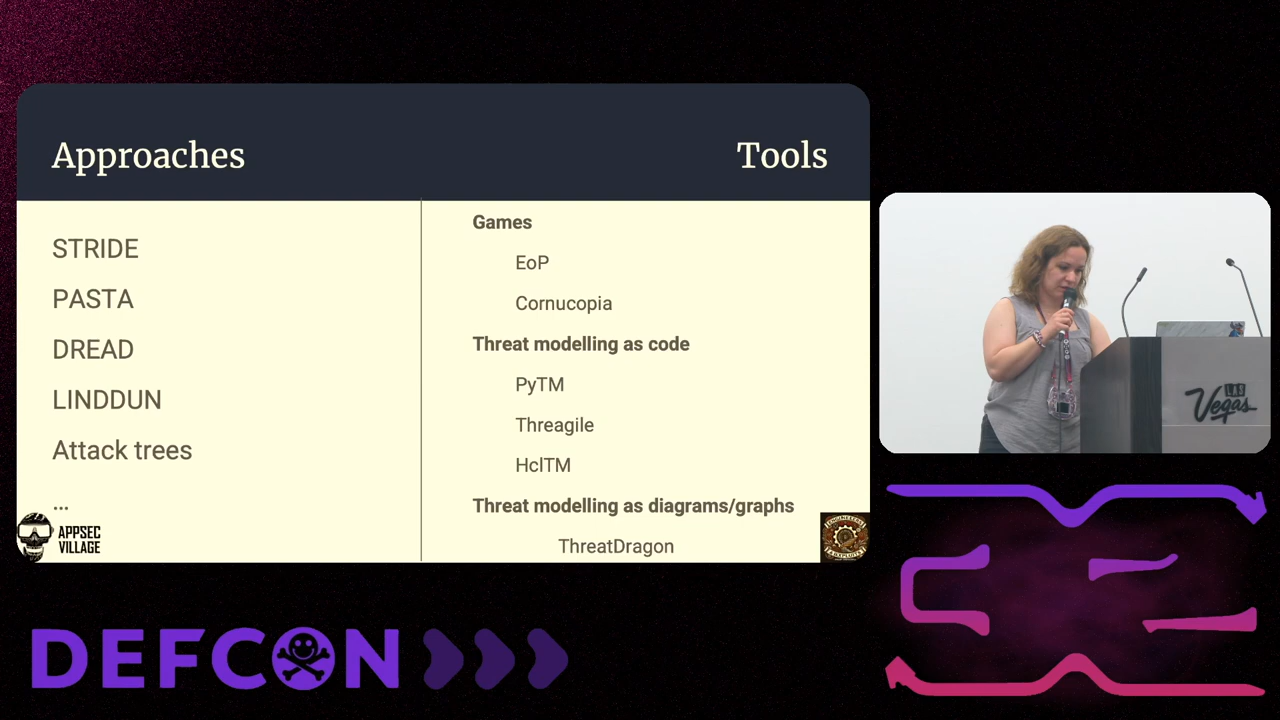 Approaches
Tools
STRIDE
PASTA
DREAD
LINDDUN
Attack trees
...
Games
EoP
Cornucopia
Threat modelling as code
PyTM
Threagile
HclTM
Threat modelling as diagrams/graphs
ThreatDragon
APPSEC
VILLAGE
LAS
Vegas
DEFCON